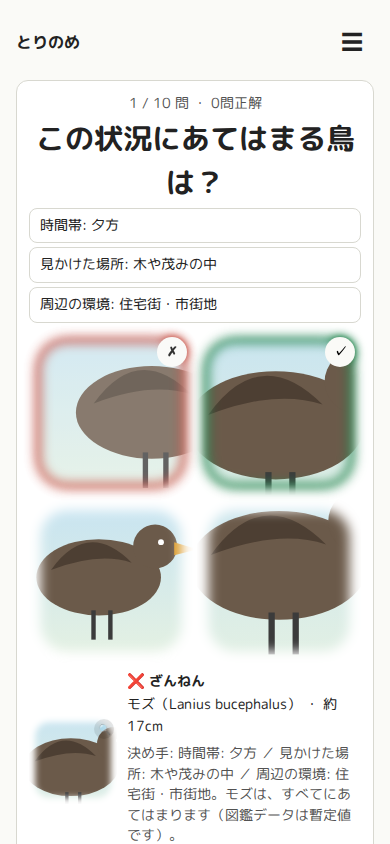 とりのめ
1 / 10 問 · 0問正解
この状況にあてはまる鳥
は？
時間帯: 夕方
見かけた場所: 木や茂みの中
周辺の環境: 住宅街・市街地
✗
✓
❌ ざんねん
モズ（Lanius bucephalus） · 約
17cm
決め手: 時間帯: 夕方 ／ 見かけた場
所: 木や茂みの中 ／ 周辺の環境: 住
宅街・市街地。モズは、すべてにあ
てはまります（図鑑データは暫定値
です）。